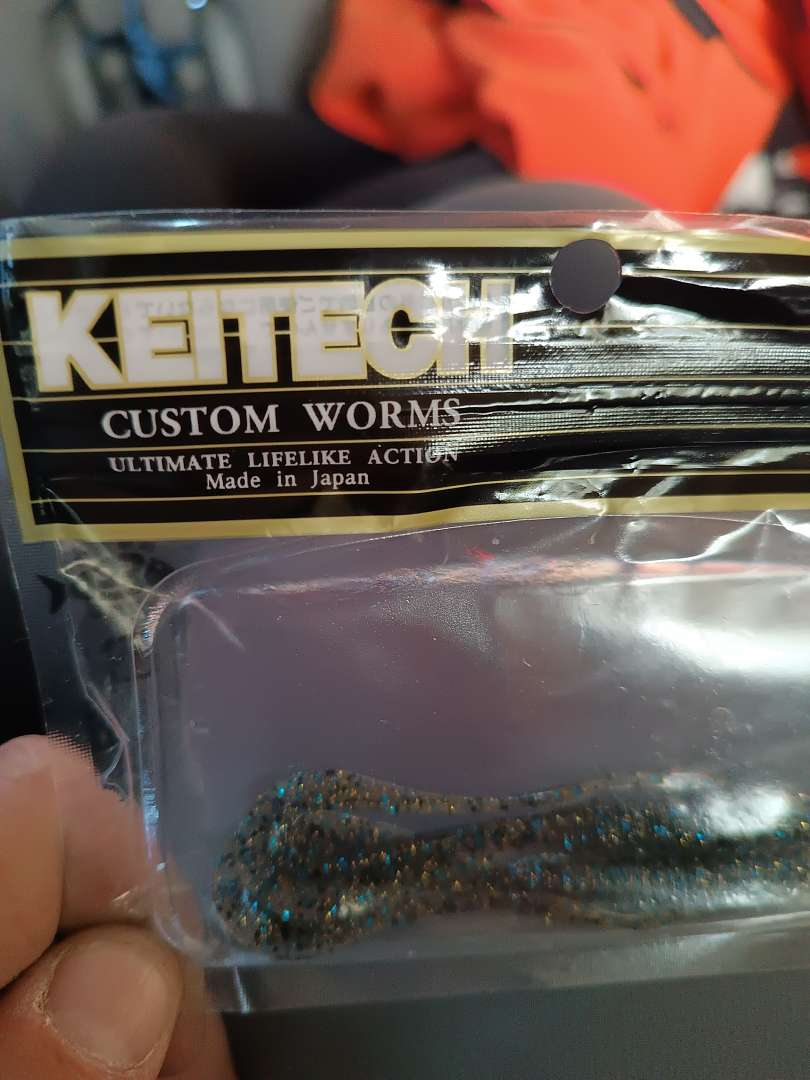 KEITECH
CUSTOM WORMS
ULTIMATE LIFELIKE ACTION
Made in Japan